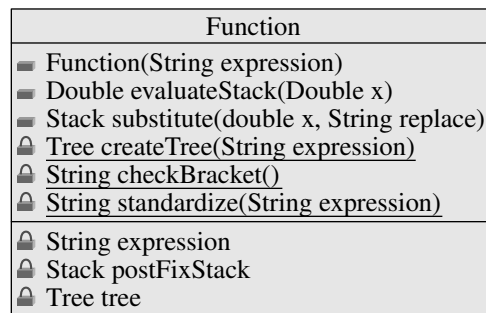 Function
Function(String expression)
Double evaluateStack(Double x)
Stack substitute(double x, String replace)
Tree createTree(String expression)
String checkBracket()
String standardize(String expression)
String expression
Stack postFixStack
Tree tree